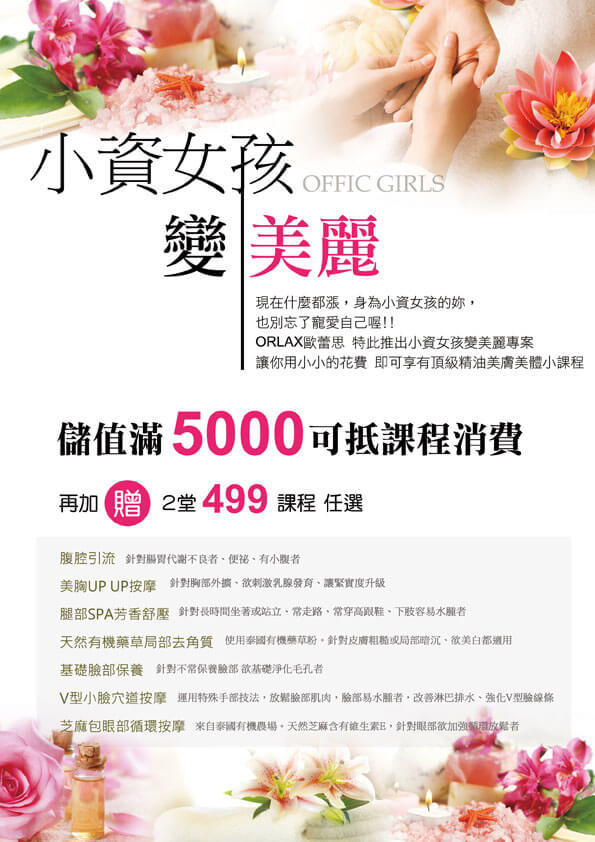 小資女孩 OFFIC GIRLS
變美麗
現在什麼都漲，身為小資女孩的妳，
也別忘了寵愛自己喔!!
ORLAX歐蕾思 特此推出小資女孩變美麗專案
讓你用小小的花費 即可享有頂級精油美膚美體小課程
儲值滿 5000 可抵課程消費
再加 贈 2堂 499 課程 任選
腹腔引流 針對腸胃代謝不良者、便祕、有小腹者
美胸UP UP按摩 針對胸部外擴、欲刺激乳腺發育、讓緊實度升級
腿部SPA芳香舒壓 針對長時間坐著或站立、常走路、常穿高跟鞋、下肢容易水腫者
天然有機藥草局部去角質 使用泰國有機藥草粉。針對皮膚粗糙或局部暗沉、欲美白都適用
基礎臉部保養 針對不常保養臉部 欲基礎淨化毛孔者
V型小臉穴道按摩 運用特殊手部技法，放鬆臉部肌肉，臉部易水腫者，改善淋巴排水、強化V型臉線條
芝麻包眼部循環按摩 來自泰國有機農場。天然芝麻含有維生素E，針對眼部欲加強循環放鬆者